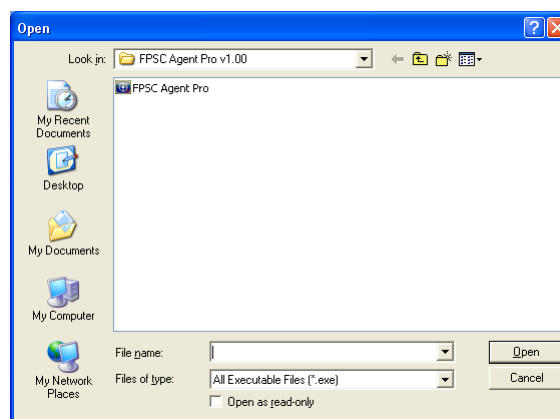 Open
Look in: FPSC Agent Pro v1.00
FPSC Agent Pro
My Recent
Documents
Desktop
My Documents
My Computer
My Network
Places
File name:
Open
Files of type: All Executable Files (*.exe)
Cancel
Open as read-only